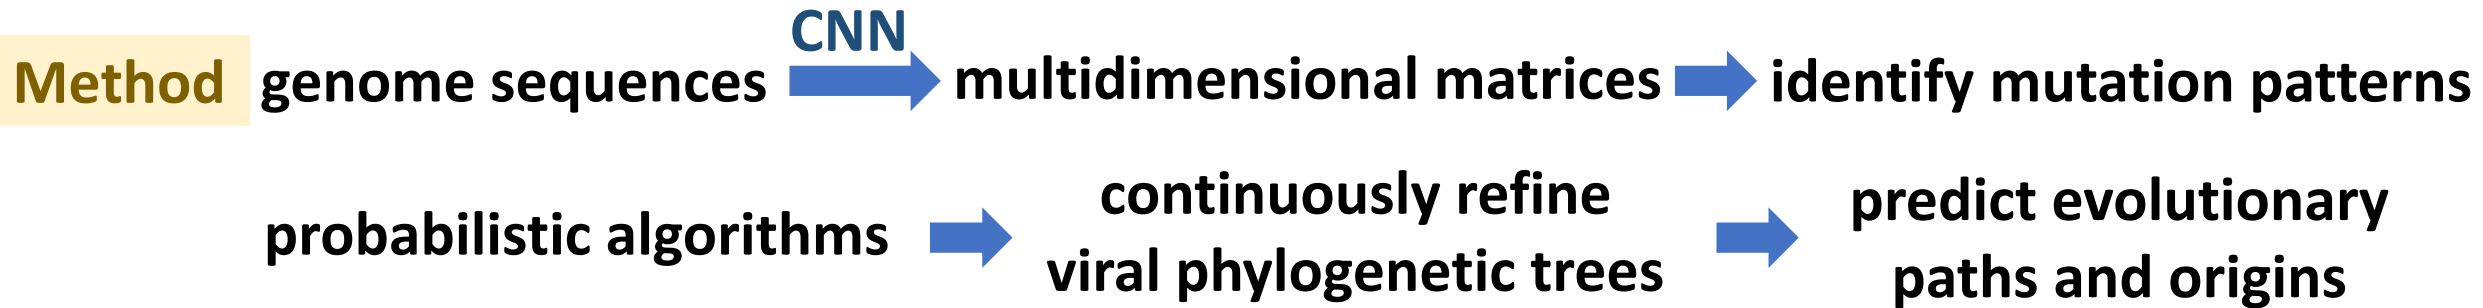 CNN
Method genome sequences multidimensional matrices identify mutation patterns
probabilistic algorithms
continuously refine
viral phylogenetic trees
predict evolutionary
paths and origins